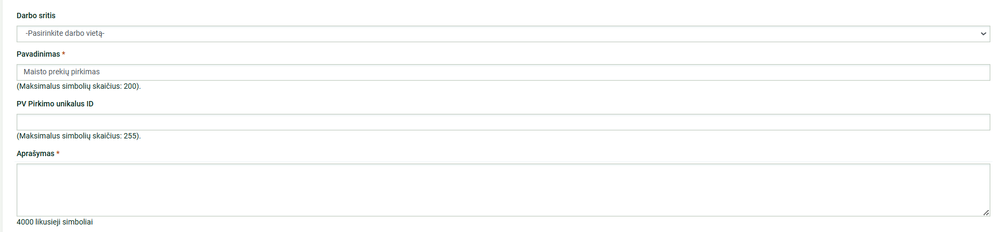 Darbo sritis
-Pasirinkite darbo vietą-
Pavadinimas *
Maisto prekių pirkimas
(Maksimalus simbolių skaičius: 200).
PV Pirkimo unikalus ID
(Maksimalus simbolių skaičius: 255).
Aprašymas *
4000 likusieji simboliai